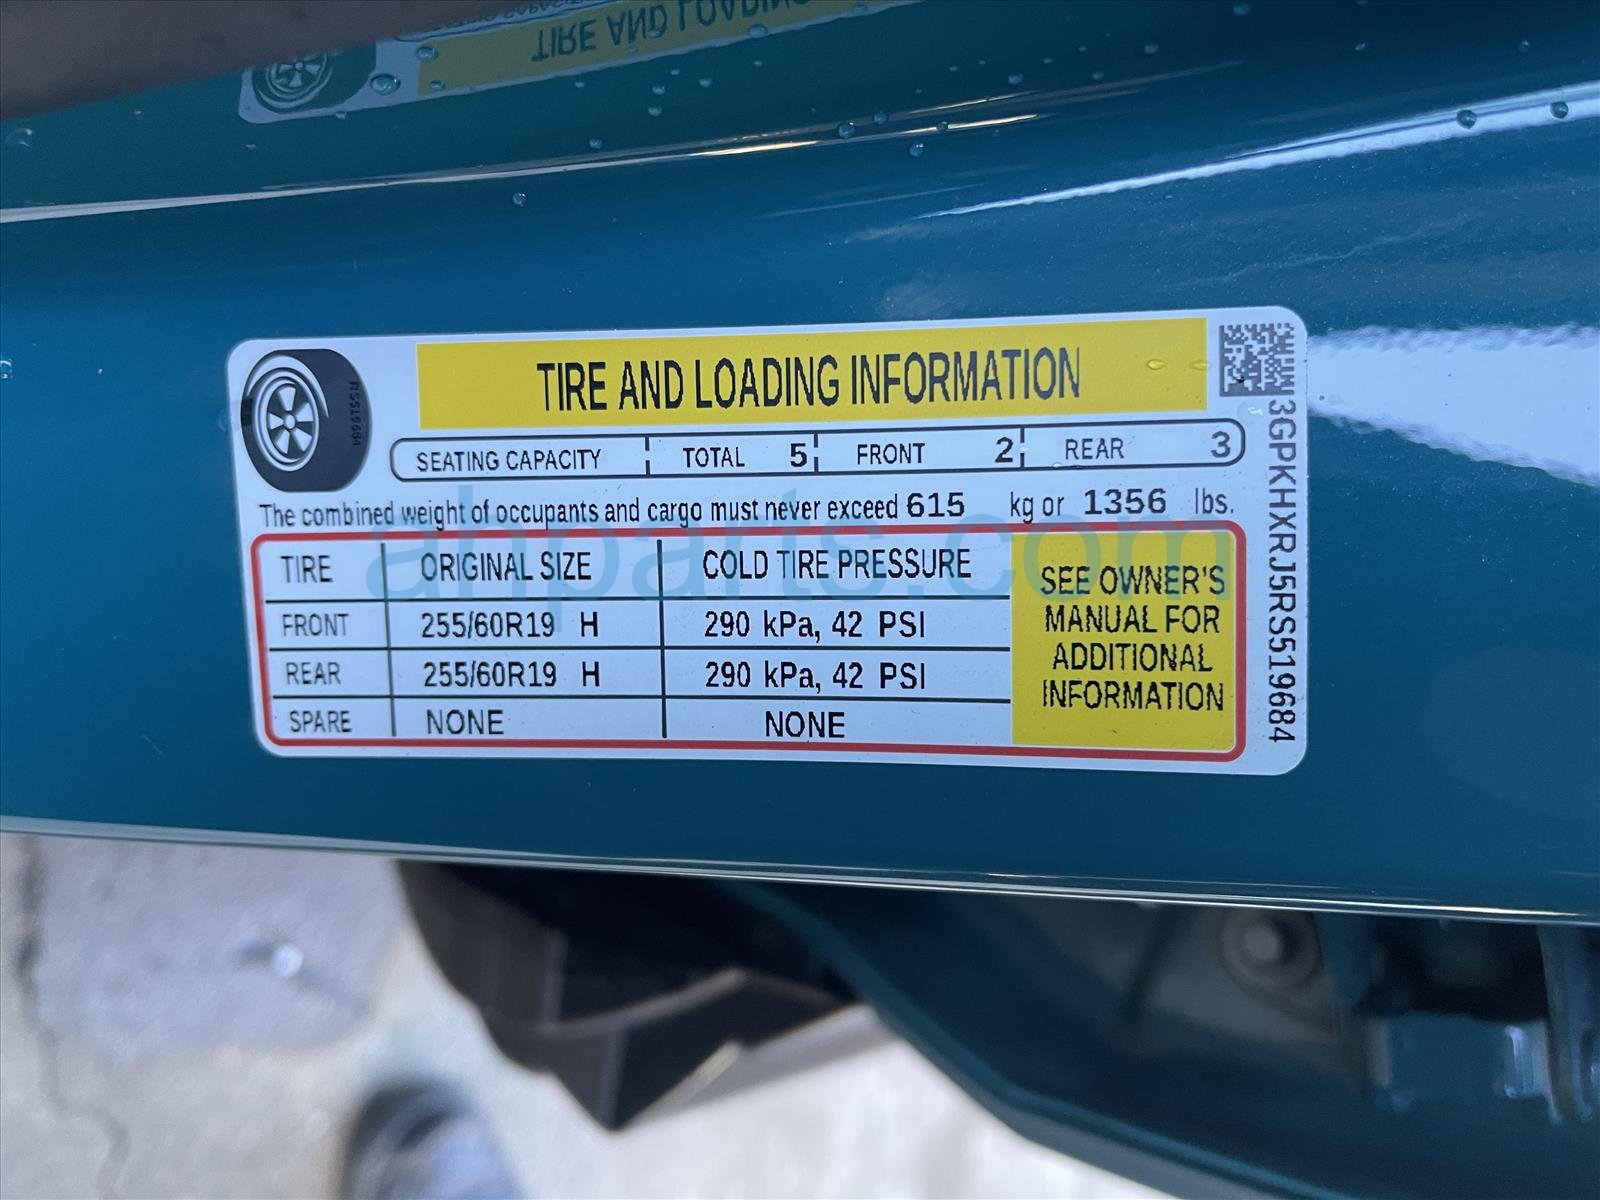 TIRE AND LOADING
TIRE AND LOADING INFORMATION
RS519684
SEATING CAPACITY TOTAL 5 FRONT 2 REAR 3
The combined weight of occupants and cargo must never exceed 615 kg or 1356 lbs.
TIRE ORIGINAL SIZE COLD TIRE PRESSURE
FRONT 255/60R19 H 290 kPa, 42 PSI
REAR 255/60R19 H 290 kPa, 42 PSI
SPARE NONE NONE
SEE OWNER'S
MANUAL FOR
ADDITIONAL
INFORMATION
3GPKHXRJ5RS519684
ahparts.com